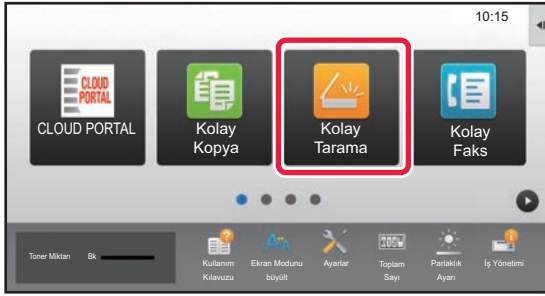 10:15
CLOUD
PORTAL
CLOUD PORTAL
Kolay
Kopya
Kolay
Tarama
Kolay
Faks
Toner Miktarı
Bk
Kullanım
Kılavuzu
Ekran Modunu
büyült
Ayarlar
Toplam
Sayı
Parlaklık
Ayarı
İş Yönetimi